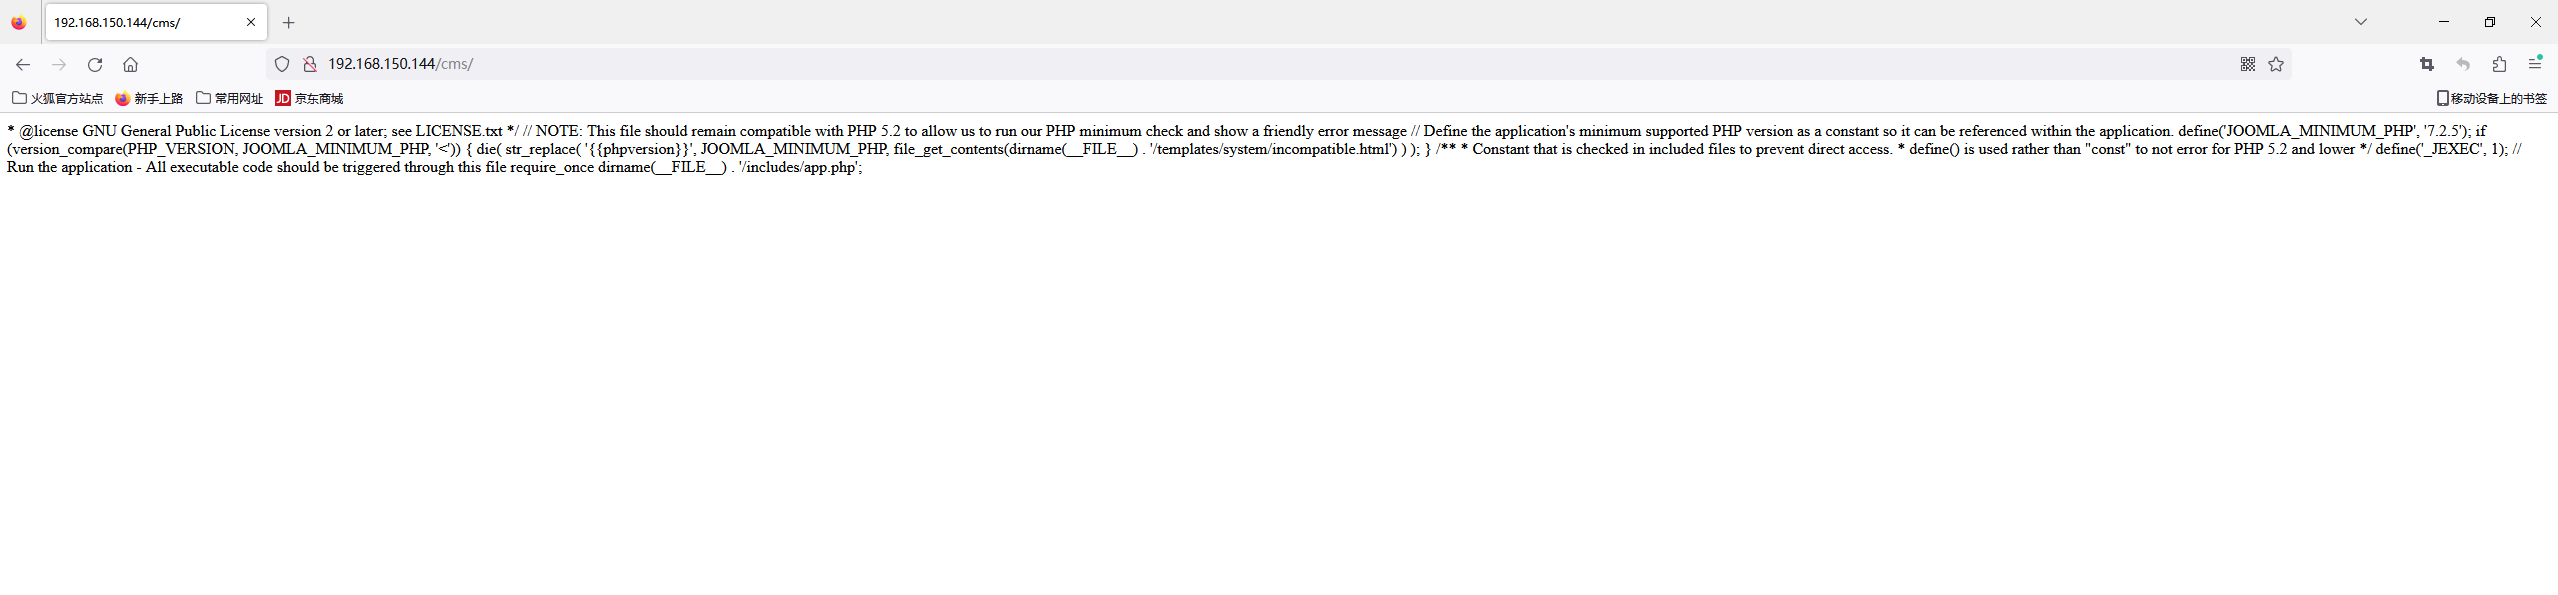 192.168.150.144/cms/
192.168.150.144/cms/
火狐官方站点 新手上路 常用网址 JD 京东商城 移动设备上的书签
* @license GNU General Public License version 2 or later; see LICENSE.txt */ // NOTE: This file should remain compatible with PHP 5.2 to allow us to run our PHP minimum check and show a friendly error message // Define the application's minimum supported PHP version as a constant so it can be referenced within the application. define('JOOMLA_MINIMUM_PHP', '7.2.5'); if
(version_compare(PHP_VERSION, JOOMLA_MINIMUM_PHP, '<')) { die( str_replace( '{{phpversion}}', JOOMLA_MINIMUM_PHP, file_get_contents(dirname(__FILE__) . '/templates/system/incompatible.html') ) ); } /** * Constant that is checked in included files to prevent direct access. * define() is used rather than "const" to not error for PHP 5.2 and lower */ define('_JEXEC', 1); //
Run the application - All executable code should be triggered through this file require_once dirname(__FILE__) . '/includes/app.php';